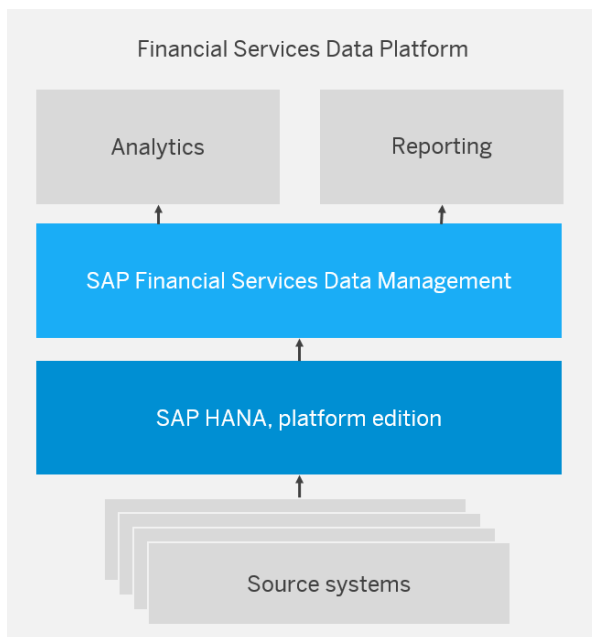 Financial Services Data Platform
Analytics
Reporting
SAP Financial Services Data Management
SAP HANA, platform edition
Source systems